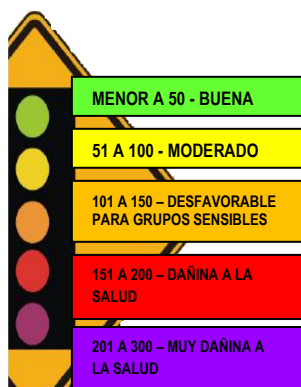 MENOR A 50 - BUENA
51 A 100 - MODERADO
101 A 150 – DESFAVORABLE
PARA GRUPOS SENSIBLES
151 A 200 – DAÑINA A LA
SALUD
201 A 300 – MUY DAÑINA A
LA SALUD